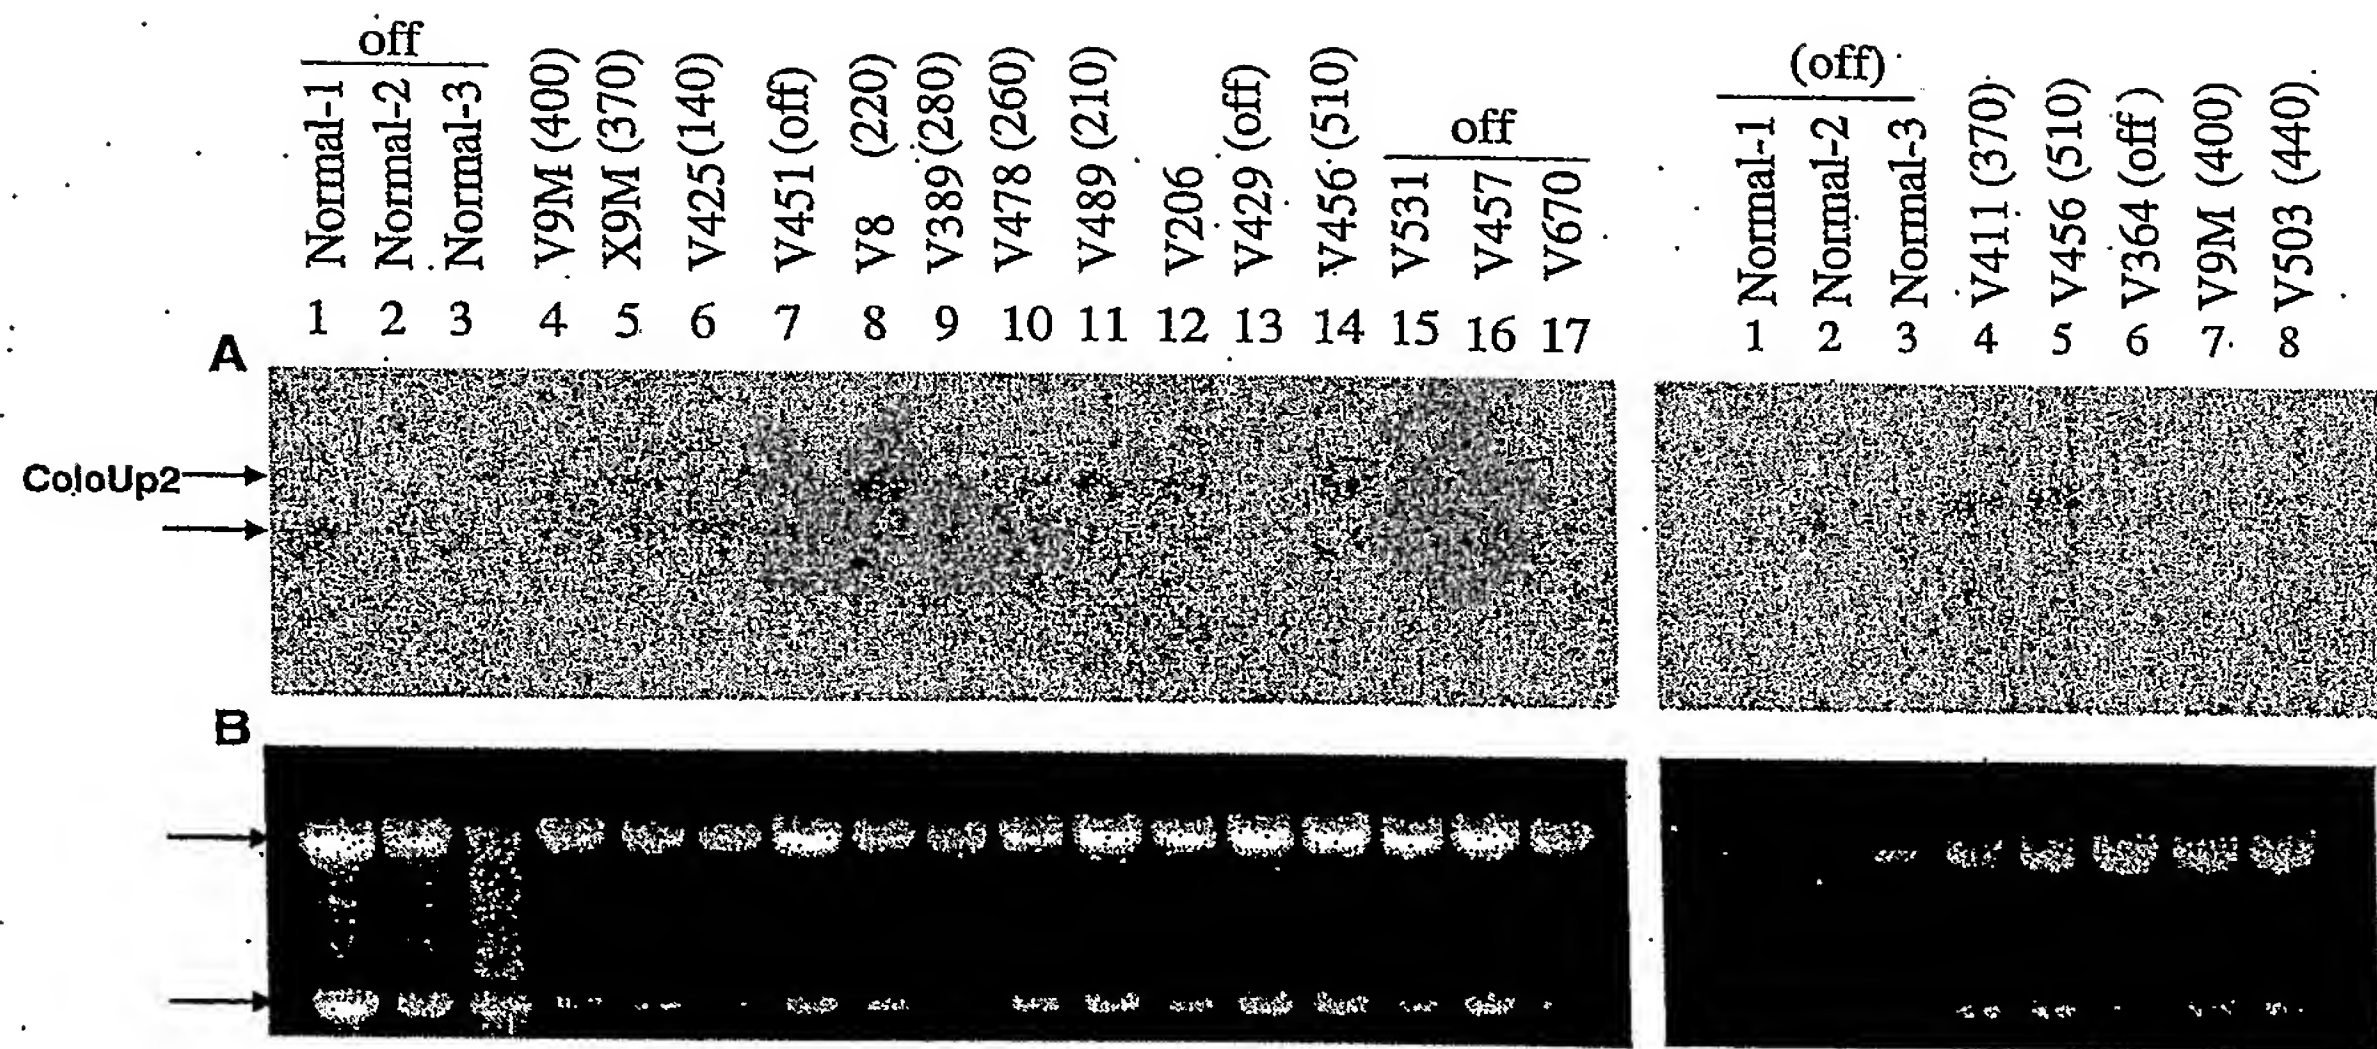 off
Normal-1
Normal-2
Normal-3
V9M (400)
X9M (370)
V425 (140)
V451 (off)
V8 (220)
V389 (280)
V478 (260)
V489 (210)
V206
V429 (off)
V456 (510)
off
V531
V457
V670
1 2 3 4 5 6 7 8 9 10 11 12 13 14 15 16 17
(off)
Normal-1
Normal-2
Normal-3
V411 (370)
V456 (510)
V364 (off)
V9M (400)
V503 (440)
1 2 3 4 5 6 7 8
A
ColoUp2
B